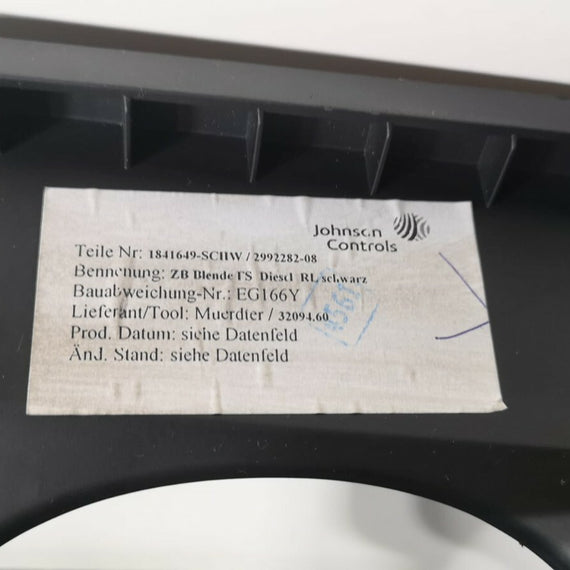 Johnson
Controls
Teile Nr: 1841649-SCHW / 2992282-08
Bennenung: ZB Blende FS Diesel RL schwarz
Bauabweichung-Nr.: EG166Y
Lieferant/Tool: Muerdter / 32094.60
Prod. Datum: siehe Datenfeld
Änd. Stand: siehe Datenfeld